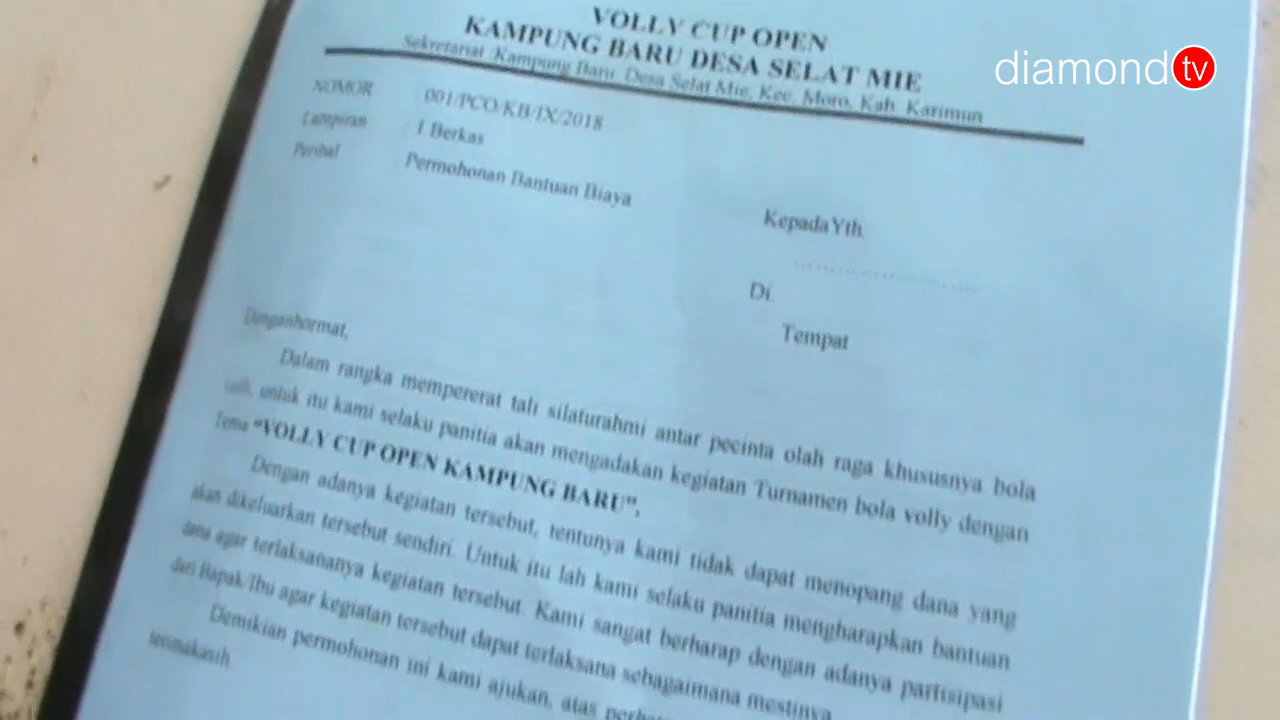 diamond tv
VOLLY CUP OPEN
KAMPUNG BARU DESA SELAT MIE
Sekretariat Kampung Baru Desa Selat Mie, Kec. Moro, Kab. Karimun
NOMOR 001/PCO/KB/IX/2018
Lampiran : 1 Berkas
Perihal Permohonan Bantuan Biaya
Kepada Yth.
....................
Di
Tempat
Denganhormat,
Dalam rangka mempererat tali silaturahmi antar pecinta olah raga khususnya bola
volli, untuk itu kami selaku panitia akan mengadakan kegiatan Turnamen bola volly dengan
Tema "VOLLY CUP OPEN KAMPUNG BARU",
Dengan adanya kegiatan tersebut, tentunya kami tidak dapat menopang dana yang
akan dikeluarkan tersebut sendiri. Untuk itu lah kami selaku panitia mengharapkan bantuan
dana agar terlaksananya kegiatan tersebut. Kami sangat berharap dengan adanya partisipasi
dari Bapak/Ibu agar kegiatan tersebut dapat terlaksana sebagaimana mestinya
Demikian permohonan ini kami ajukan, atas
terimakasih